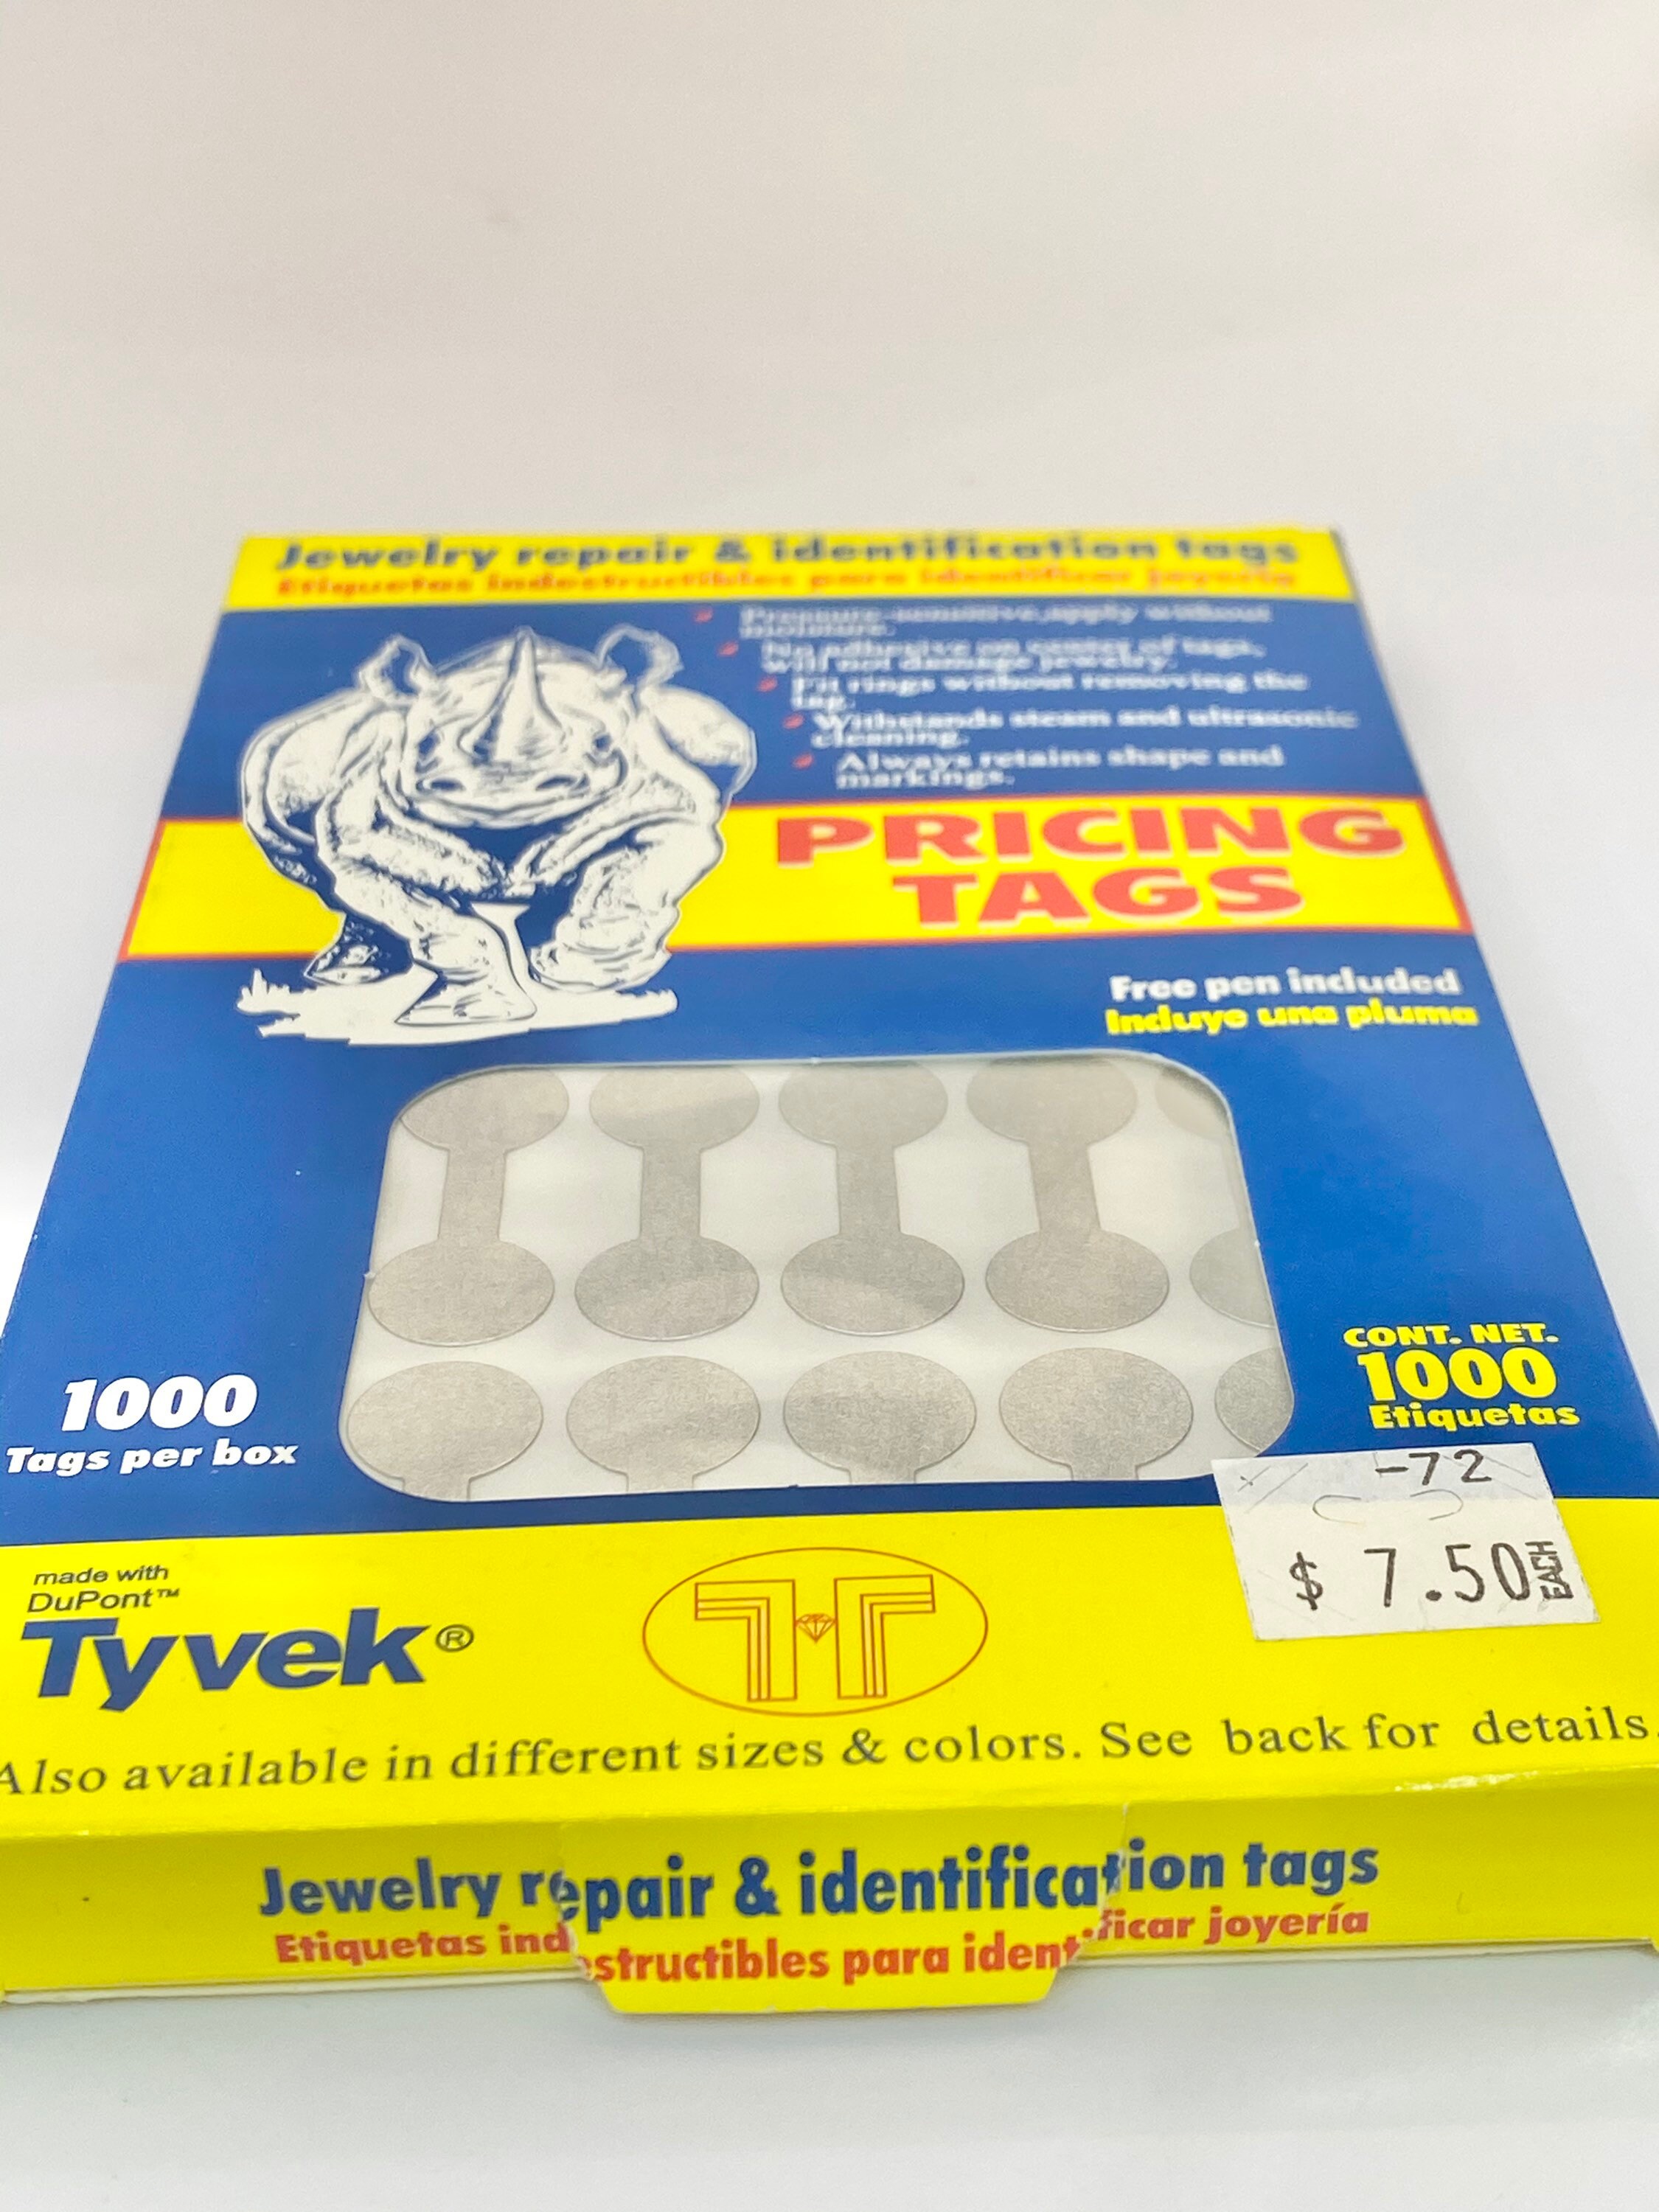 Jewelry repair & identification tags
Etiquetas indestructibles para identificar joyería
Pressure-sensitive, apply without
moisture.
No adhesive on center of tags,
will not damage jewelry.
Fit rings without removing the
tag.
Withstands steam and ultrasonic
cleaning.
Always retains shape and
markings.
PRICING
TAGS
Free pen included
Incluye una pluma
1000
Tags per box
CONT. NET.
1000
Etiquetas
-72
$ 7.50 EACH
made with
DuPont™
Tyvek®
TT
Also available in different sizes & colors. See back for details.
Jewelry repair & identification tags
Etiquetas indestructibles para identificar joyería